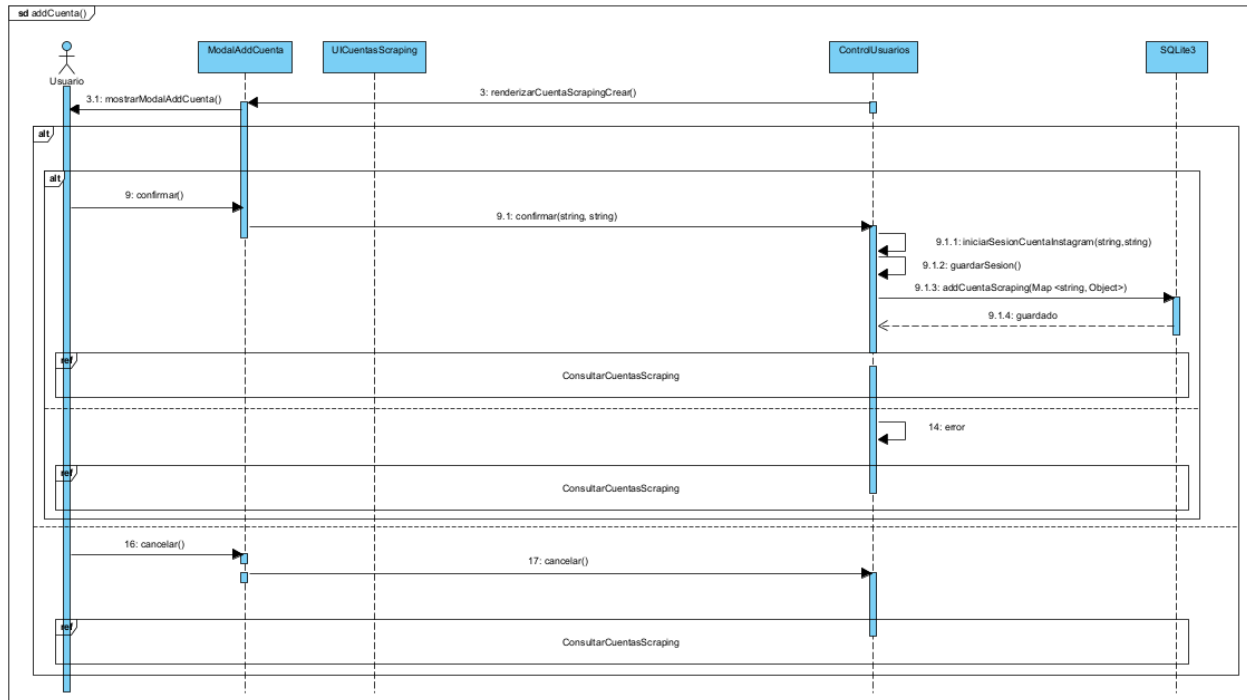 sd addCuenta()
Usuario
ModalAddCuenta
UICuentasScraping
ControlUsuarios
SQLite3
3: renderizarCuentaScrapingCrear()
3.1: mostrarModalAddCuenta()
alt
alt
9: confirmar()
9.1: confirmar(string, string)
9.1.1: iniciarSesionCuentaInstagram(string,string)
9.1.2: guardarSesion()
9.1.3: addCuentaScraping(Map <string, Object>)
9.1.4: guardado
ref
ConsultarCuentasScraping
14: error
ref
ConsultarCuentasScraping
16: cancelar()
17: cancelar()
ref
ConsultarCuentasScraping